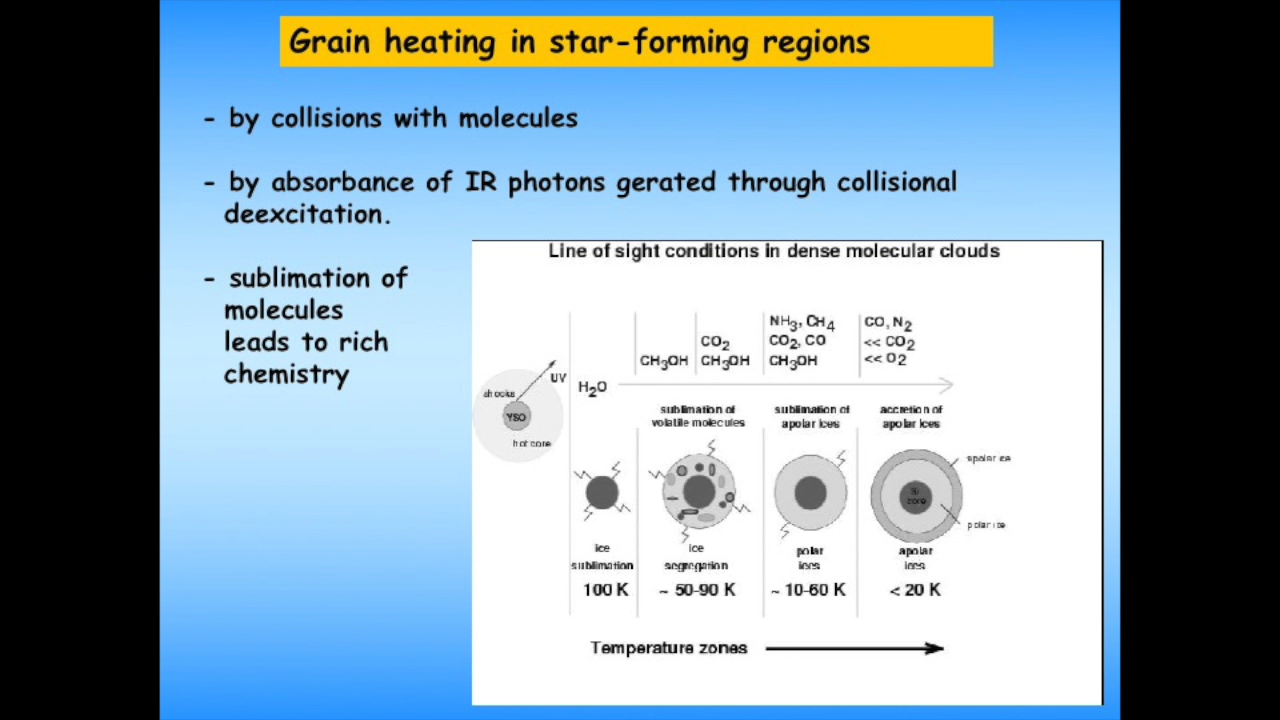 Grain heating in star-forming regions
- by collisions with molecules
- by absorbance of IR photons gerated through collisional
deexcitation.
- sublimation of
molecules
leads to rich
chemistry
Line of sight conditions in dense molecular clouds
NH3, CH4
CO, N2
CO2
CO2, CO
<< CO2
CH3OH
CH3OH
CH3OH
<< O2
UV
H2O
shocks
YSO
hot core
sublimation of
volatile molecules
sublimation of
apolar ices
accretion of
apolar ices
apolar ice
Si
core
polar ice
ice
sublimation
ice
segregation
polar
ices
apolar
ices
100 K
~ 50-90 K
~ 10-60 K
< 20 K
Temperature zones